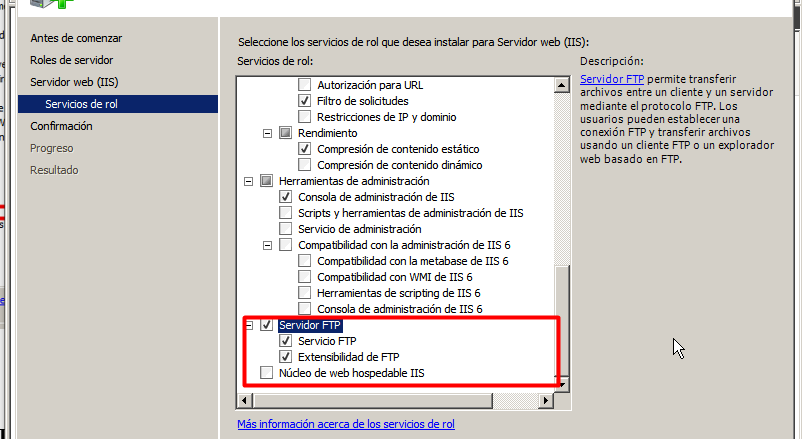 Antes de comenzar
Roles de servidor
Servidor web (IIS)
Servicios de rol
Confirmación
Progreso
Resultado
Seleccione los servicios de rol que desea instalar para Servidor web (IIS):
Servicios de rol:
Autorización para URL
Filtro de solicitudes
Restricciones de IP y dominio
Rendimiento
Compresión de contenido estático
Compresión de contenido dinámico
Herramientas de administración
Consola de administración de IIS
Scripts y herramientas de administración de IIS
Servicio de administración
Compatibilidad con la administración de IIS 6
Compatibilidad con la metabase de IIS 6
Compatibilidad con WMI de IIS 6
Herramientas de scripting de IIS 6
Consola de administración de IIS 6
Servidor FTP
Servicio FTP
Extensibilidad de FTP
Núcleo de web hospedable IIS
Más información acerca de los servicios de rol
Descripción:
Servidor FTP permite transferir
archivos entre un cliente y un servidor
mediante el protocolo FTP. Los
usuarios pueden establecer una
conexión FTP y transferir archivos
usando un cliente FTP o un explorador
web basado en FTP.